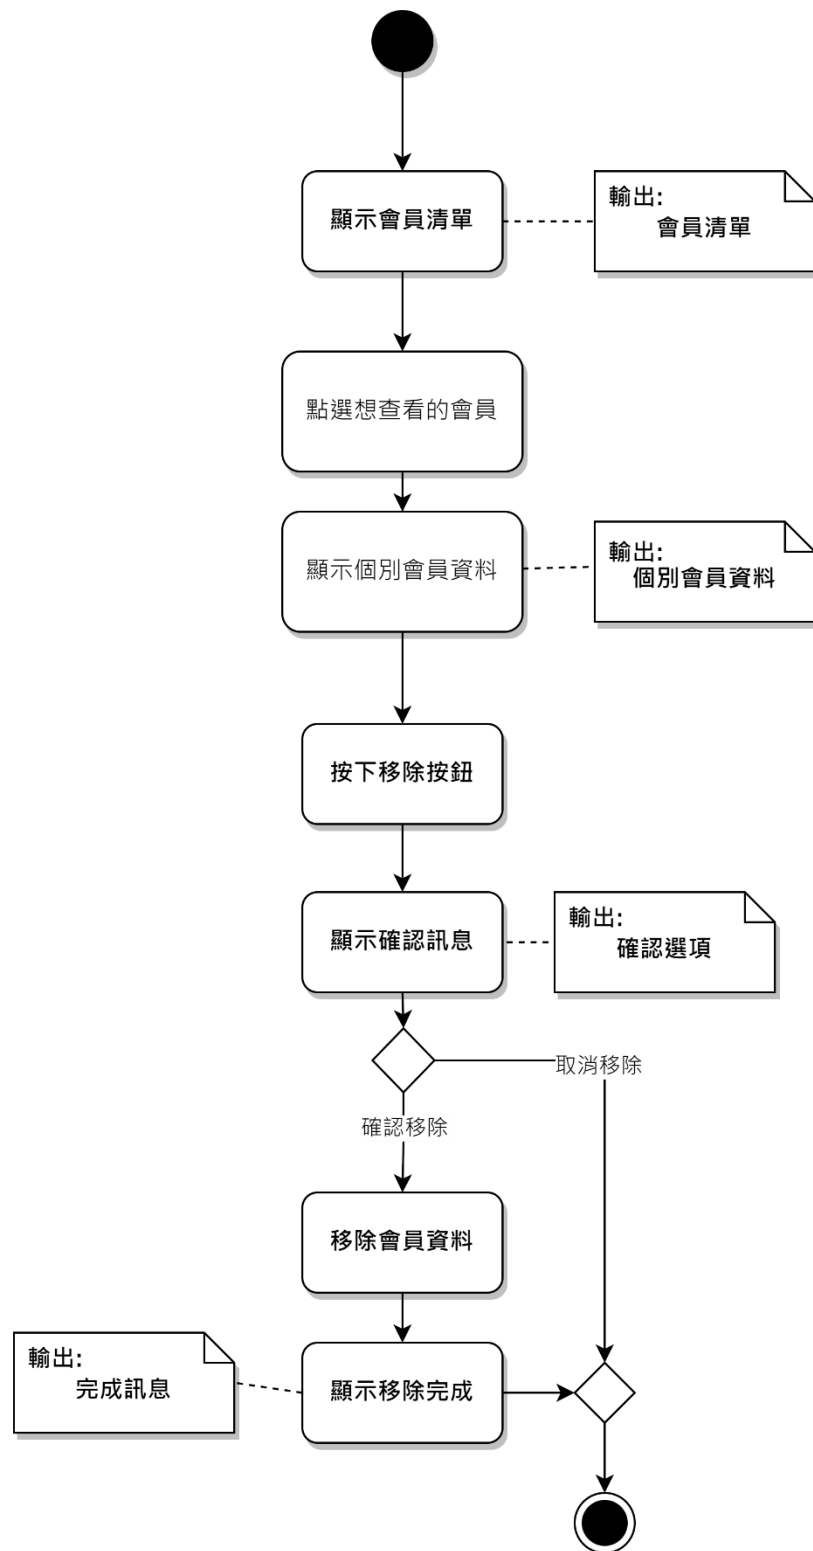 顯示會員清單
輸出:
會員清單
點選想查看的會員
顯示個別會員資料
輸出:
個別會員資料
按下移除按鈕
顯示確認訊息
輸出:
確認選項
取消移除
確認移除
移除會員資料
輸出:
完成訊息
顯示移除完成